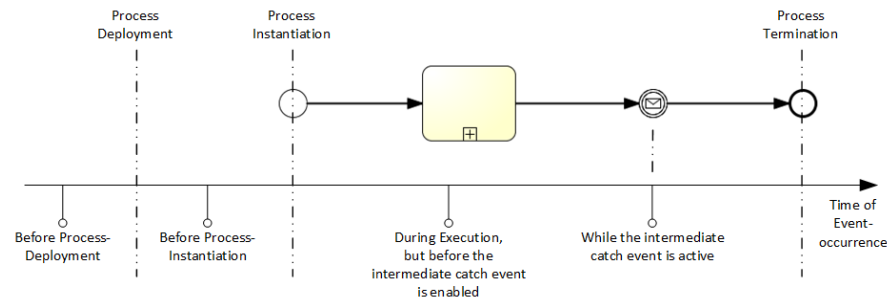 Process
Deployment
Process
Instantiation
Process
Termination
Before Process-
Deployment
Before Process-
Instantiation
During Execution,
but before the
intermediate catch event
is enabled
While the intermediate
catch event is active
Time of
Event-
occurrence